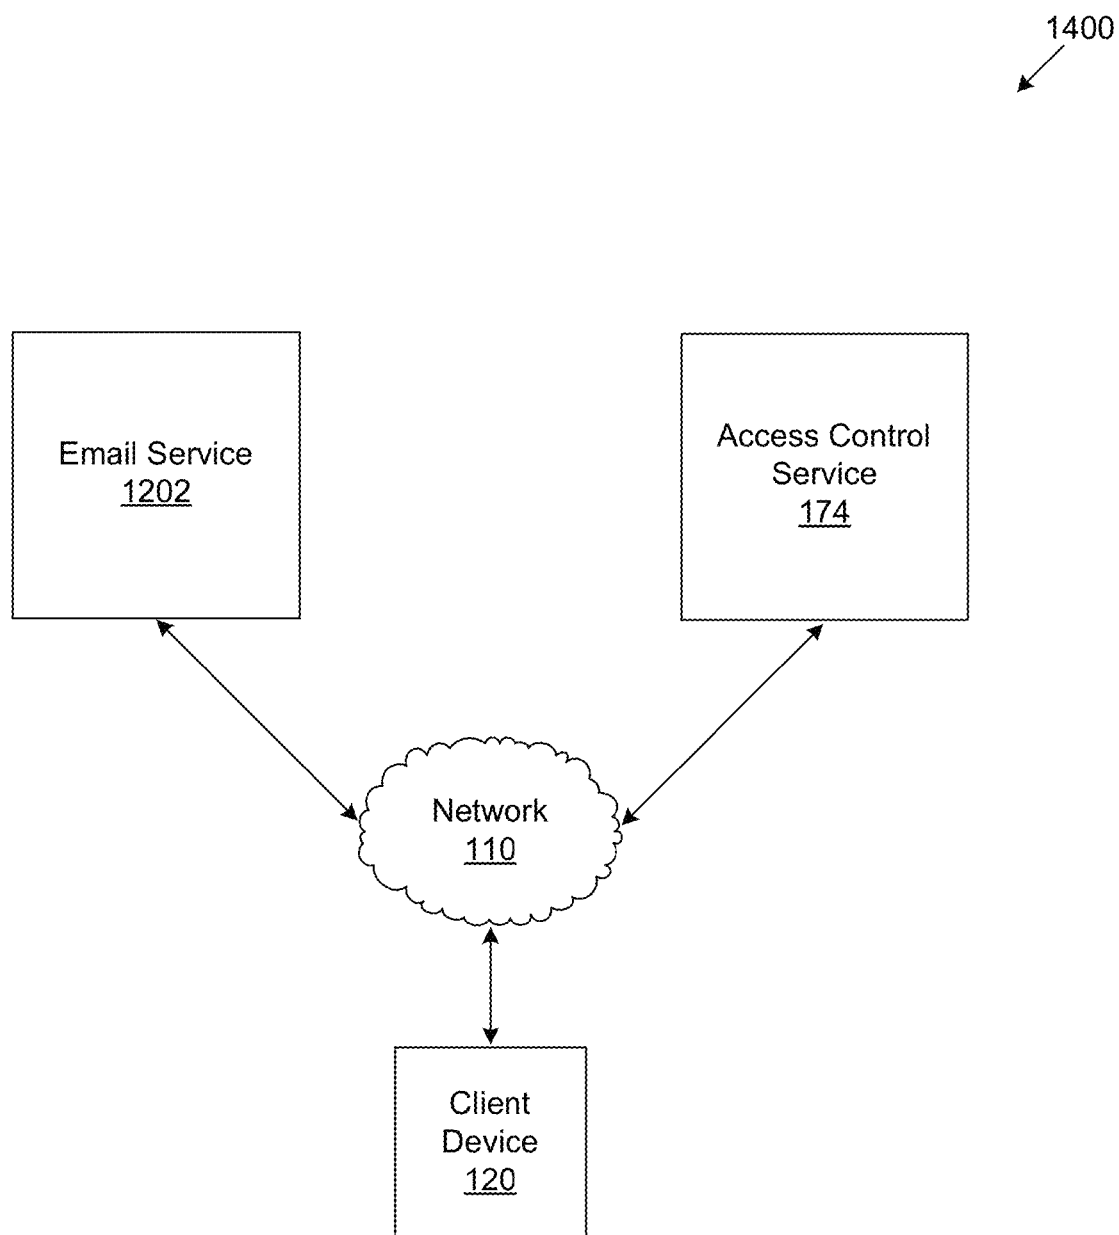 1400
Email Service
1202
Access Control
Service
174
Network
110
Client
Device
120